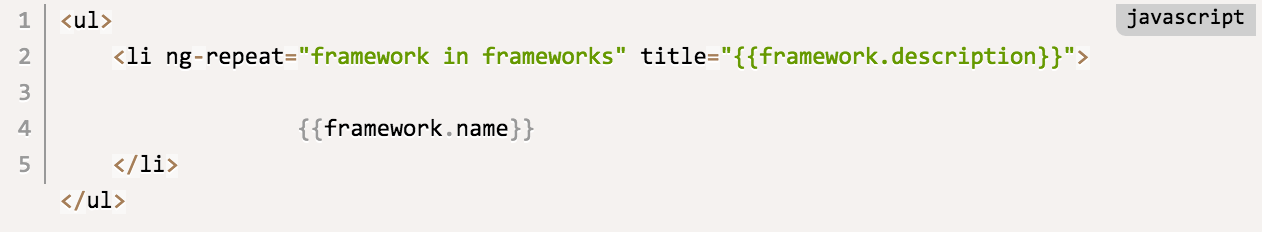 javascript
1 <ul>
2     <li ng-repeat="framework in frameworks" title="{{framework.description}}">
3
4                   {{framework.name}}
5     </li>
</ul>